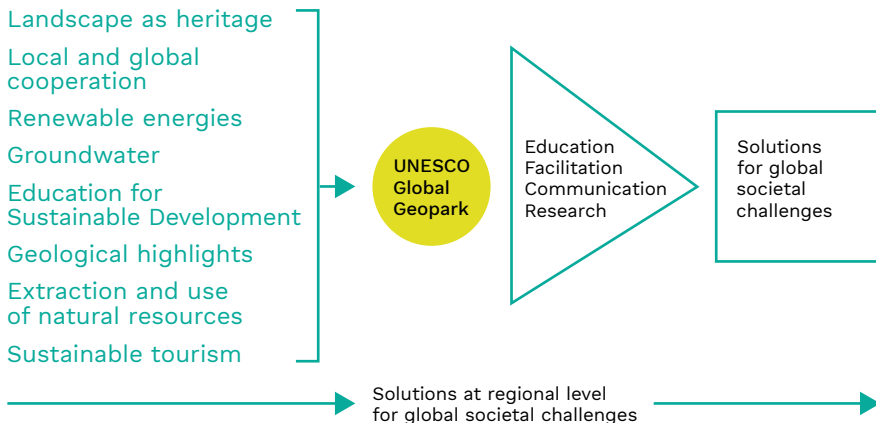 Landscape as heritage
Local and global
cooperation
Renewable energies
Groundwater
Education for
Sustainable Development
Geological highlights
Extraction and use
of natural resources
Sustainable tourism
UNESCO
Global
Geopark
Education
Facilitation
Communication
Research
Solutions
for global
societal
challenges
Solutions at regional level
for global societal challenges